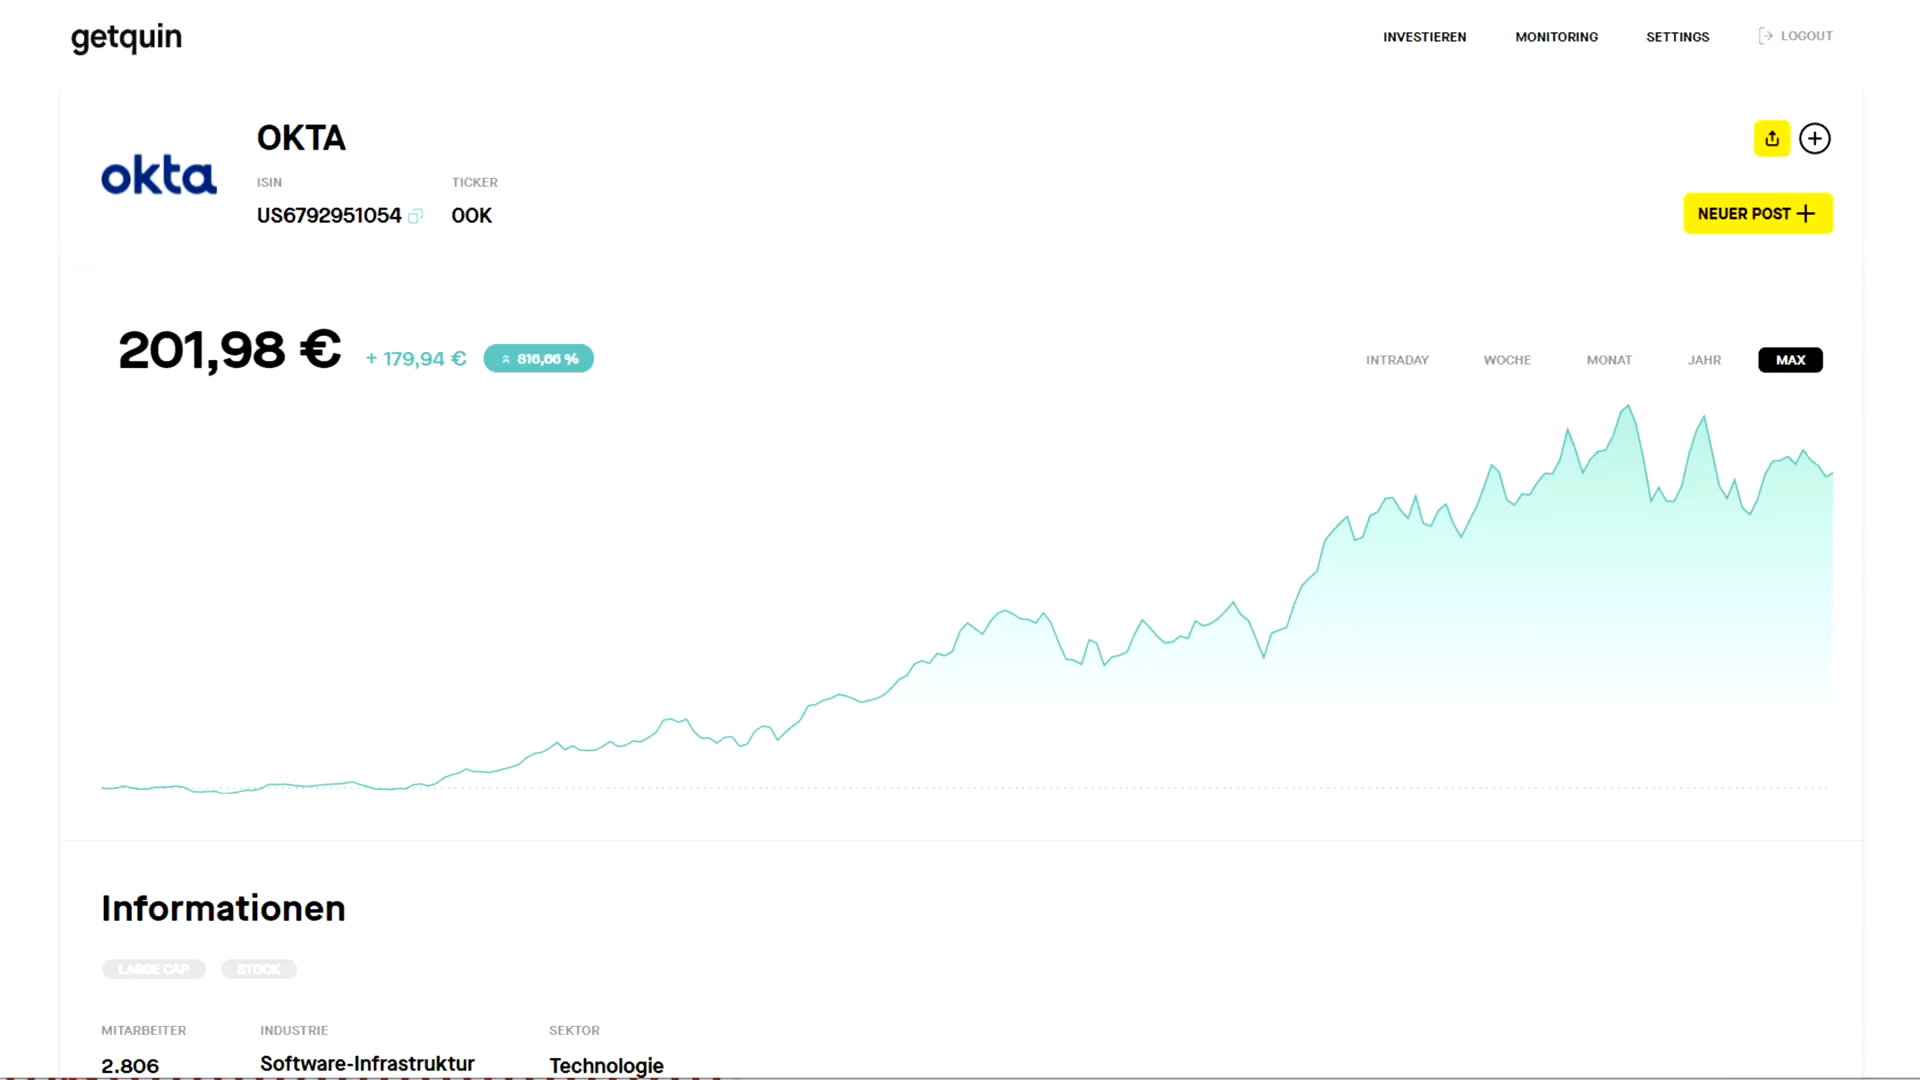 getquin
INVESTIEREN MONITORING SETTINGS LOGOUT
okta
OKTA
ISIN TICKER
US6792951054 00K
NEUER POST
201,98 € + 179,94 € 816,66 %
INTRADAY WOCHE MONAT JAHR MAX
Informationen
LARGE CAP STOCK
MITARBEITER INDUSTRIE SEKTOR
2.806 Software-Infrastruktur Technologie